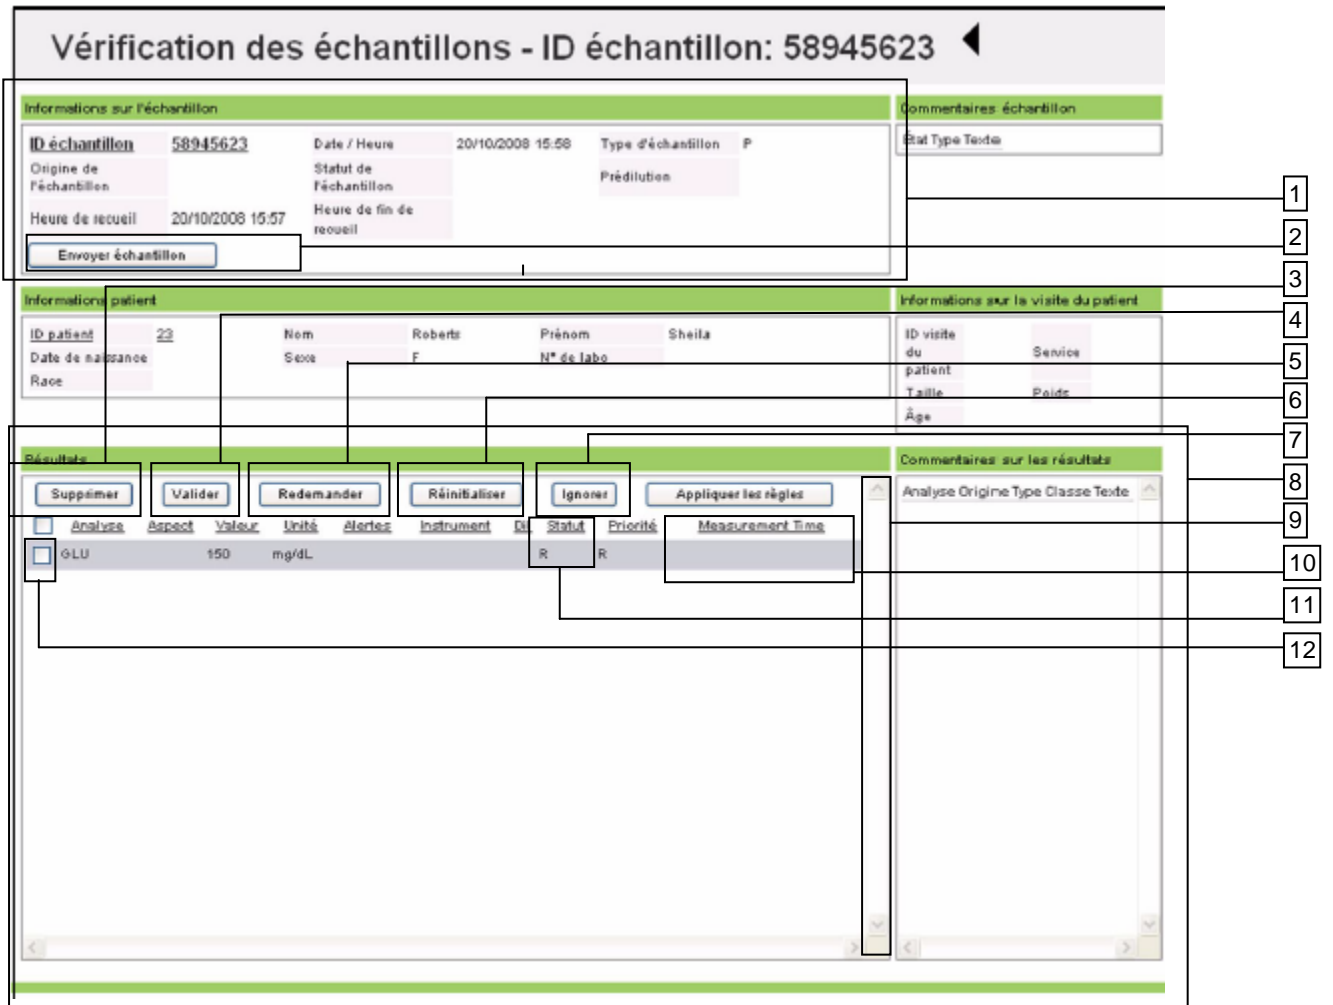 Vérification des échantillons - ID échantillon: 58945623
Informations sur l'échantillon
Commentaires échantillon
ID échantillon 58945623 Date / Heure 20/10/2008 15:58 Type d'échantillon P
État Type Texte
Origine de l'échantillon Statut de l'échantillon Prédilution
Heure de recueil 20/10/2008 15:57 Heure de fin de recueil
Envoyer échantillon
1
2
3
4
5
6
7
8
9
10
11
12
Informations patient
Informations sur la visite du patient
ID patient 23 Nom Roberts Prénom Sheila
Date de naissance Sexe F N° de labo
Race
ID visite du patient Service
Taille Poids
Âge
Résultats
Commentaires sur les résultats
Supprimer Valider Redemander Réinitialiser Ignorer Appliquer les règles
Analyse Origine Type Classe Texte
Analyse Aspect Valeur Unité Alertes Instrument Dil Statut Priorité Measurement Time
GLU 150 mg/dL R R